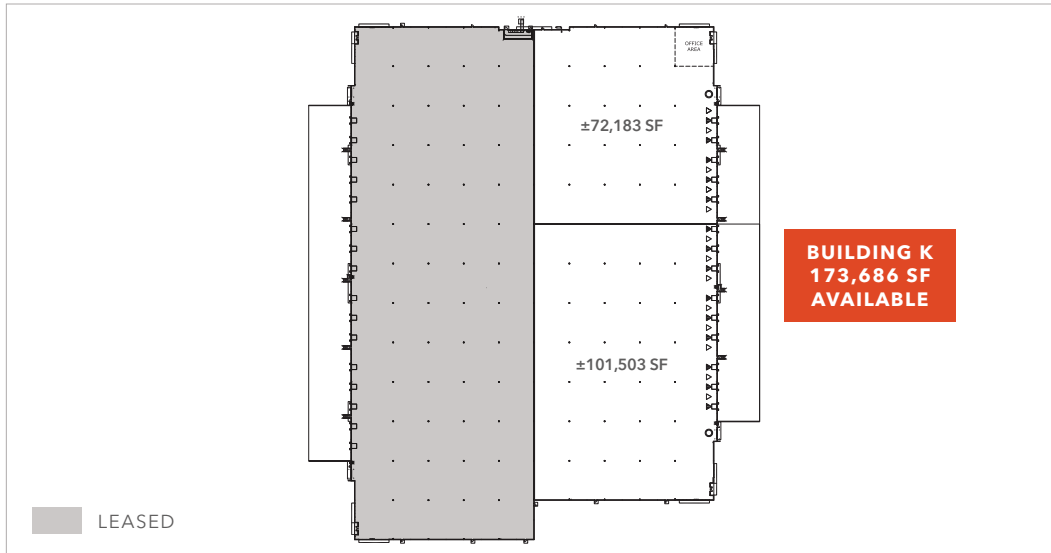 OFFICE
AREA
±72,183 SF
BUILDING K
173,686 SF
AVAILABLE
±101,503 SF
LEASED